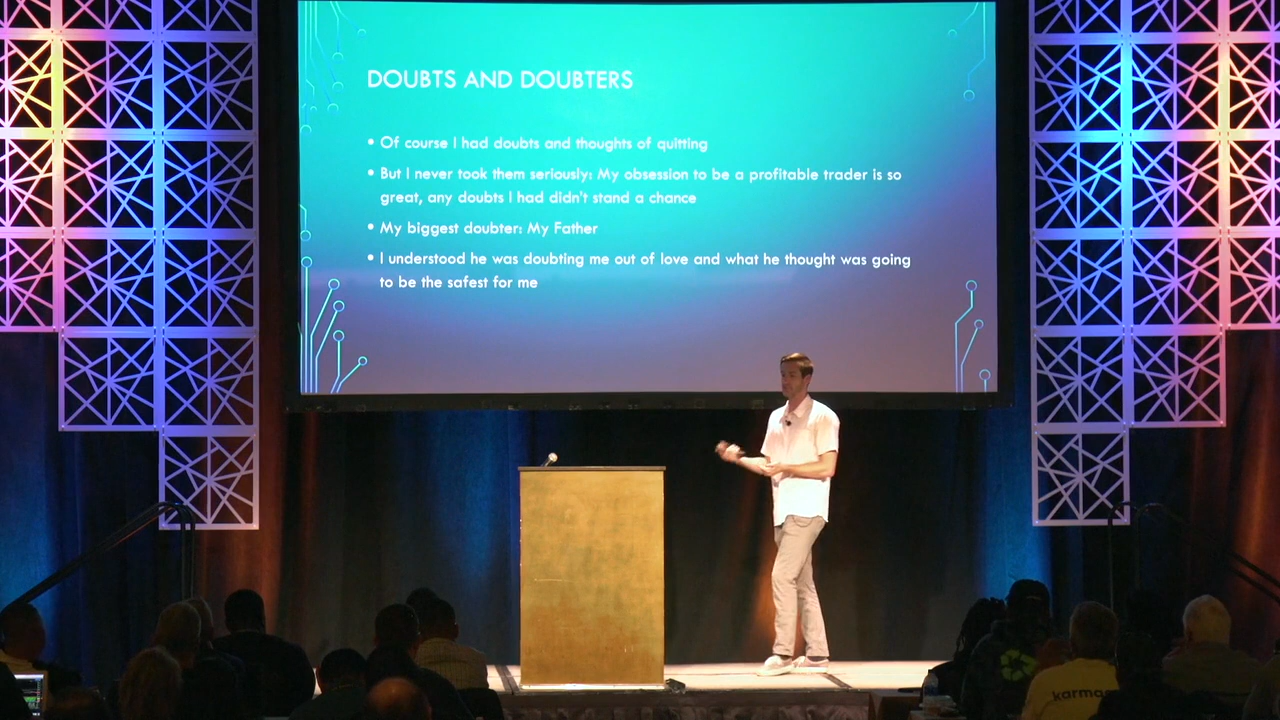 DOUBTS AND DOUBTERS
• Of course I had doubts and thoughts of quitting
• But I never took them seriously: My obsession to be a profitable trader is so
great, any doubts I had didn't stand a chance
• My biggest doubter: My Father
• I understood he was doubting me out of love and what he thought was going
to be the safest for me
karmas